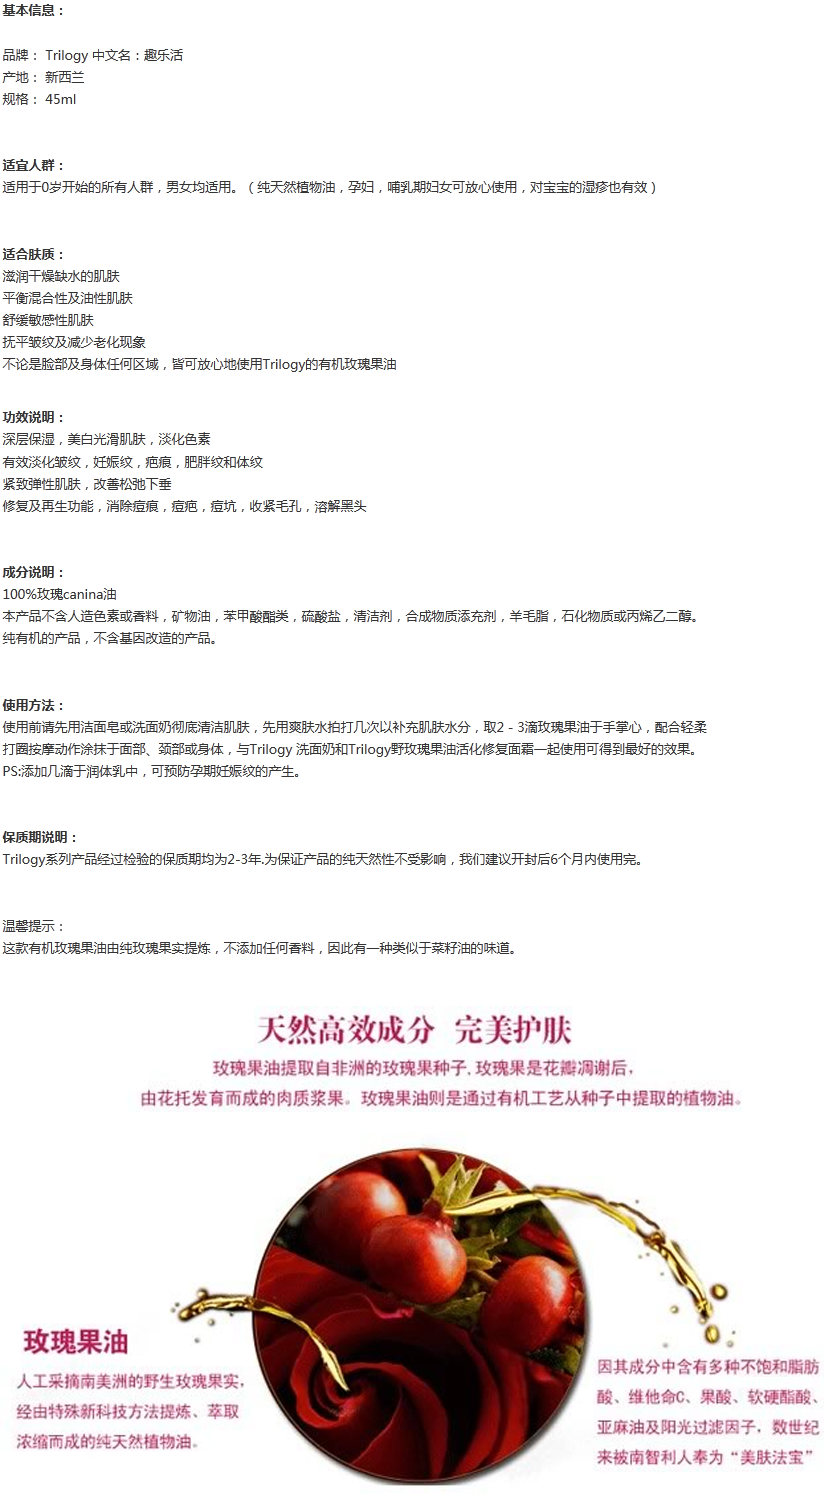 基本信息：
品牌： Trilogy 中文名：趣乐活
产地： 新西兰
规格： 45ml
适宜人群：
适用于0岁开始的所有人群，男女均适用。（纯天然植物油，孕妇，哺乳期妇女可放心使用，对宝宝的湿疹也有效）
适合肤质：
滋润干燥缺水的肌肤
平衡混合性及油性肌肤
舒缓敏感性肌肤
抚平皱纹及减少老化现象
不论是脸部及身体任何区域，皆可放心地使用Trilogy的有机玫瑰果油
功效说明：
深层保湿，美白光滑肌肤，淡化色素
有效淡化皱纹，妊娠纹，疤痕，肥胖纹和体纹
紧致弹性肌肤，改善松弛下垂
修复及再生功能，消除痘痕，痘疤，痘坑，收紧毛孔，溶解黑头
成分说明：
100%玫瑰canina油
本产品不含人造色素或香料，矿物油，苯甲酸酯类，硫酸盐，清洁剂，合成物质添充剂，羊毛脂，石化物质或丙烯乙二醇。
纯有机的产品，不含基因改造的产品。
使用方法：
使用前请先用洁面皂或洗面奶彻底清洁肌肤，先用爽肤水拍打几次以补充肌肤水分，取2－3滴玫瑰果油于手掌心，配合轻柔
打圈按摩动作涂抹于面部、颈部或身体，与Trilogy 洗面奶和Trilogy野玫瑰果油活化修复面霜一起使用可得到最好的效果。
PS:添加几滴于润体乳中，可预防孕期妊娠纹的产生。
保质期说明：
Trilogy系列产品经过检验的保质期均为2-3年.为保证产品的纯天然性不受影响，我们建议开封后6个月内使用完。
温馨提示：
这款有机玫瑰果油由纯玫瑰果实提炼，不添加任何香料，因此有一种类似于菜籽油的味道。
天然高效成分 完美护肤
玫瑰果油提取自非洲的玫瑰果种子,玫瑰果是花瓣凋谢后，
由花托发育而成的肉质浆果。玫瑰果油则是通过有机工艺从种子中提取的植物油。
玫瑰果油
人工采摘南美洲的野生玫瑰果实，
经由特殊新科技方法提炼、萃取
浓缩而成的纯天然植物油。
因其成分中含有多种不饱和脂肪
酸、维他命C、果酸、软硬酯酸、
亚麻油及阳光过滤因子，数世纪
来被南智利人奉为“美肤法宝”